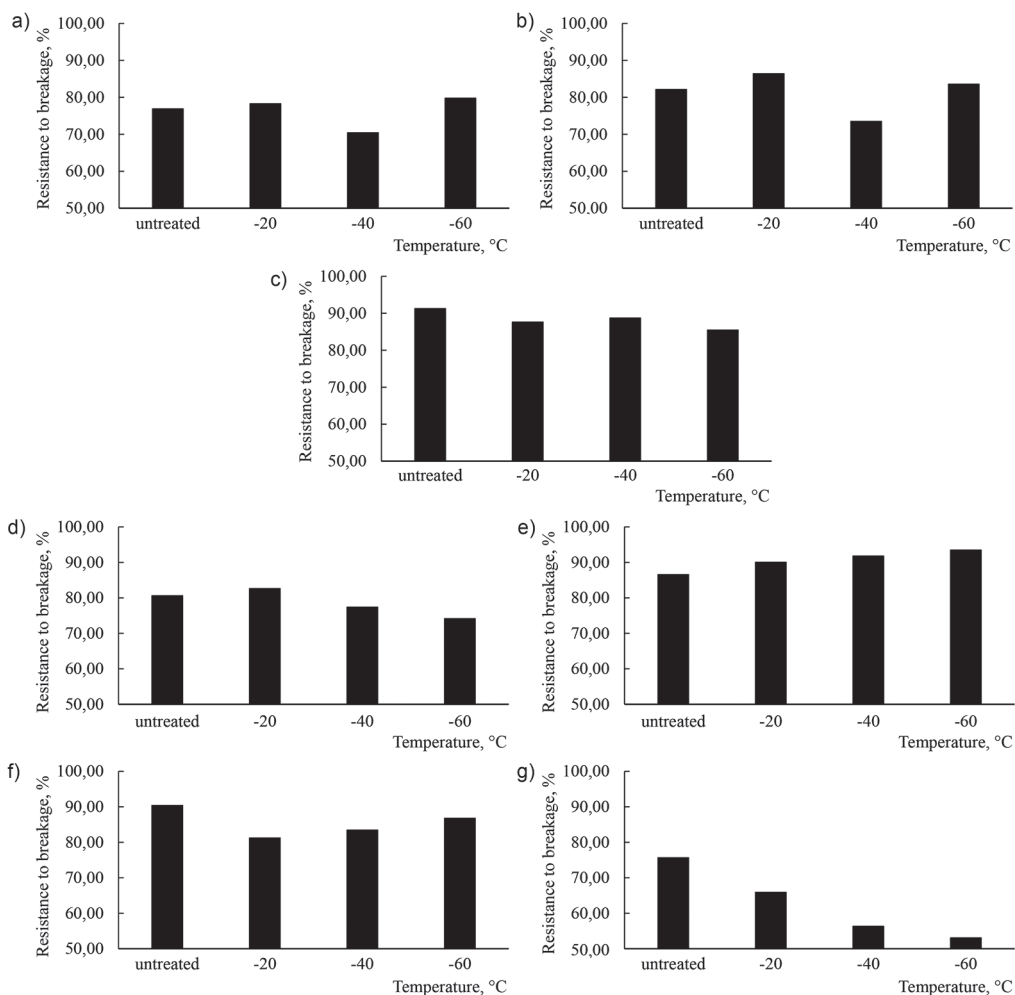 a)
Resistance to breakage, %
100,00
90,00
80,00
70,00
60,00
50,00
untreated -20 -40 -60
Temperature, °C
b)
Resistance to breakage, %
100,00
90,00
80,00
70,00
60,00
50,00
untreated -20 -40 -60
Temperature, °C
c)
Resistance to breakage, %
100,00
90,00
80,00
70,00
60,00
50,00
untreated -20 -40 -60
Temperature, °C
d)
Resistance to breakage, %
100,00
90,00
80,00
70,00
60,00
50,00
untreated -20 -40 -60
Temperature, °C
e)
Resistance to breakage, %
100,00
90,00
80,00
70,00
60,00
50,00
untreated -20 -40 -60
Temperature, °C
f)
Resistance to breakage, %
100,00
90,00
80,00
70,00
60,00
50,00
untreated -20 -40 -60
Temperature, °C
g)
Resistance to breakage, %
100,00
90,00
80,00
70,00
60,00
50,00
untreated -20 -40 -60
Temperature, °C